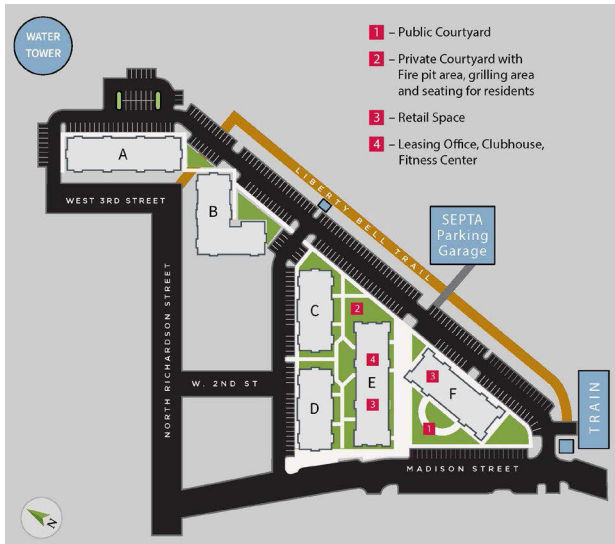 WATER
TOWER
1 – Public Courtyard
2 – Private Courtyard with
Fire pit area, grilling area
and seating for residents
3 – Retail Space
4 – Leasing Office, Clubhouse,
Fitness Center
A
WEST 3RD STREET
B
LIBERTY BELL TRAIL
SEPTA
Parking
Garage
NORTH RICHARDSON STREET
C
2
4
E
3
3
F
W. 2ND ST
D
1
TRAIN
MADISON STREET
N